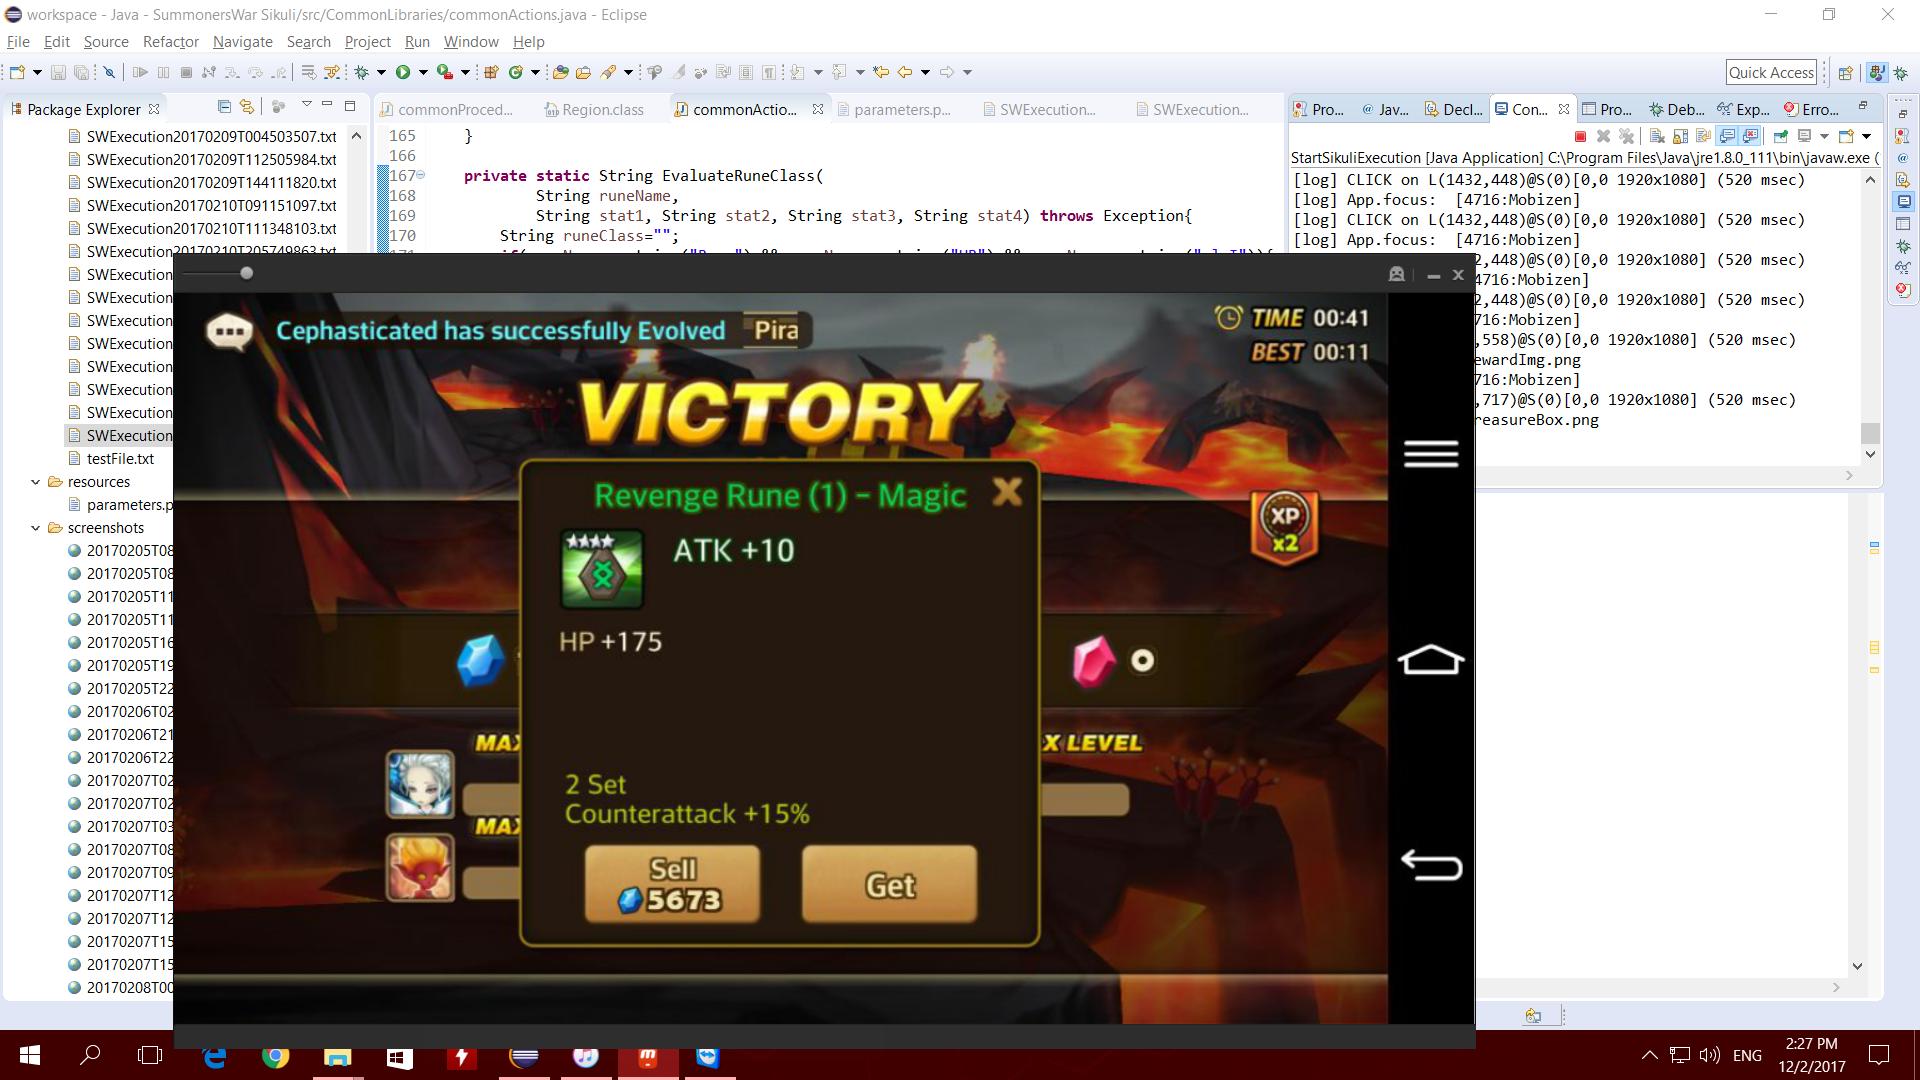 workspace - Java - SummonersWar Sikuli/src/CommonLibraries/commonActions.java - Eclipse
File Edit Source Refactor Navigate Search Project Run Window Help
Quick Access
Package Explorer
commonProced...
Region.class
commonActio...
parameters.p...
SWExecution...
SWExecution...
Pro...
Jav...
Decl...
Con...
Pro...
Deb...
Exp...
Erro...
SWExecution20170209T004503507.txt
SWExecution20170209T112505984.txt
SWExecution20170209T144111820.txt
SWExecution20170210T091151097.txt
SWExecution20170210T111348103.txt
SWExecution20170210T205749863.txt
SWExecution
SWExecution
SWExecution
SWExecution
SWExecution
SWExecution
SWExecution
SWExecution
testFile.txt
resources
parameters.p
screenshots
20170205T08
20170205T08
20170205T11
20170205T11
20170205T16
20170205T19
20170205T22
20170206T02
20170206T21
20170206T22
20170207T02
20170207T02
20170207T03
20170207T08
20170207T09
20170207T12
20170207T12
20170207T15
20170207T15
20170208T00
165 }
166
167 private static String EvaluateRuneClass(
168 String runeName,
169 String stat1, String stat2, String stat3, String stat4) throws Exception{
170 String runeClass="";
StartSikuliExecution [Java Application] C:\Program Files\Java\jre1.8.0_111\bin\javaw.exe (
[log] CLICK on L(1432,448)@S(0)[0,0 1920x1080] (520 msec)
[log] App.focus: [4716:Mobizen]
[log] CLICK on L(1432,448)@S(0)[0,0 1920x1080] (520 msec)
[log] App.focus: [4716:Mobizen]
2,448)@S(0)[0,0 1920x1080] (520 msec)
4716:Mobizen]
2,448)@S(0)[0,0 1920x1080] (520 msec)
716:Mobizen]
,558)@S(0)[0,0 1920x1080] (520 msec)
ewardImg.png
716:Mobizen]
,717)@S(0)[0,0 1920x1080] (520 msec)
reasureBox.png
Cephasticated has successfully Evolved Pira
TIME 00:41
BEST 00:11
VICTORY
Revenge Rune (1) - Magic
X
ATK +10
HP +175
2 Set
Counterattack +15%
Sell
5673
Get
XP
x2
0
MAX
X LEVEL
MAX
ENG
2:27 PM
12/2/2017